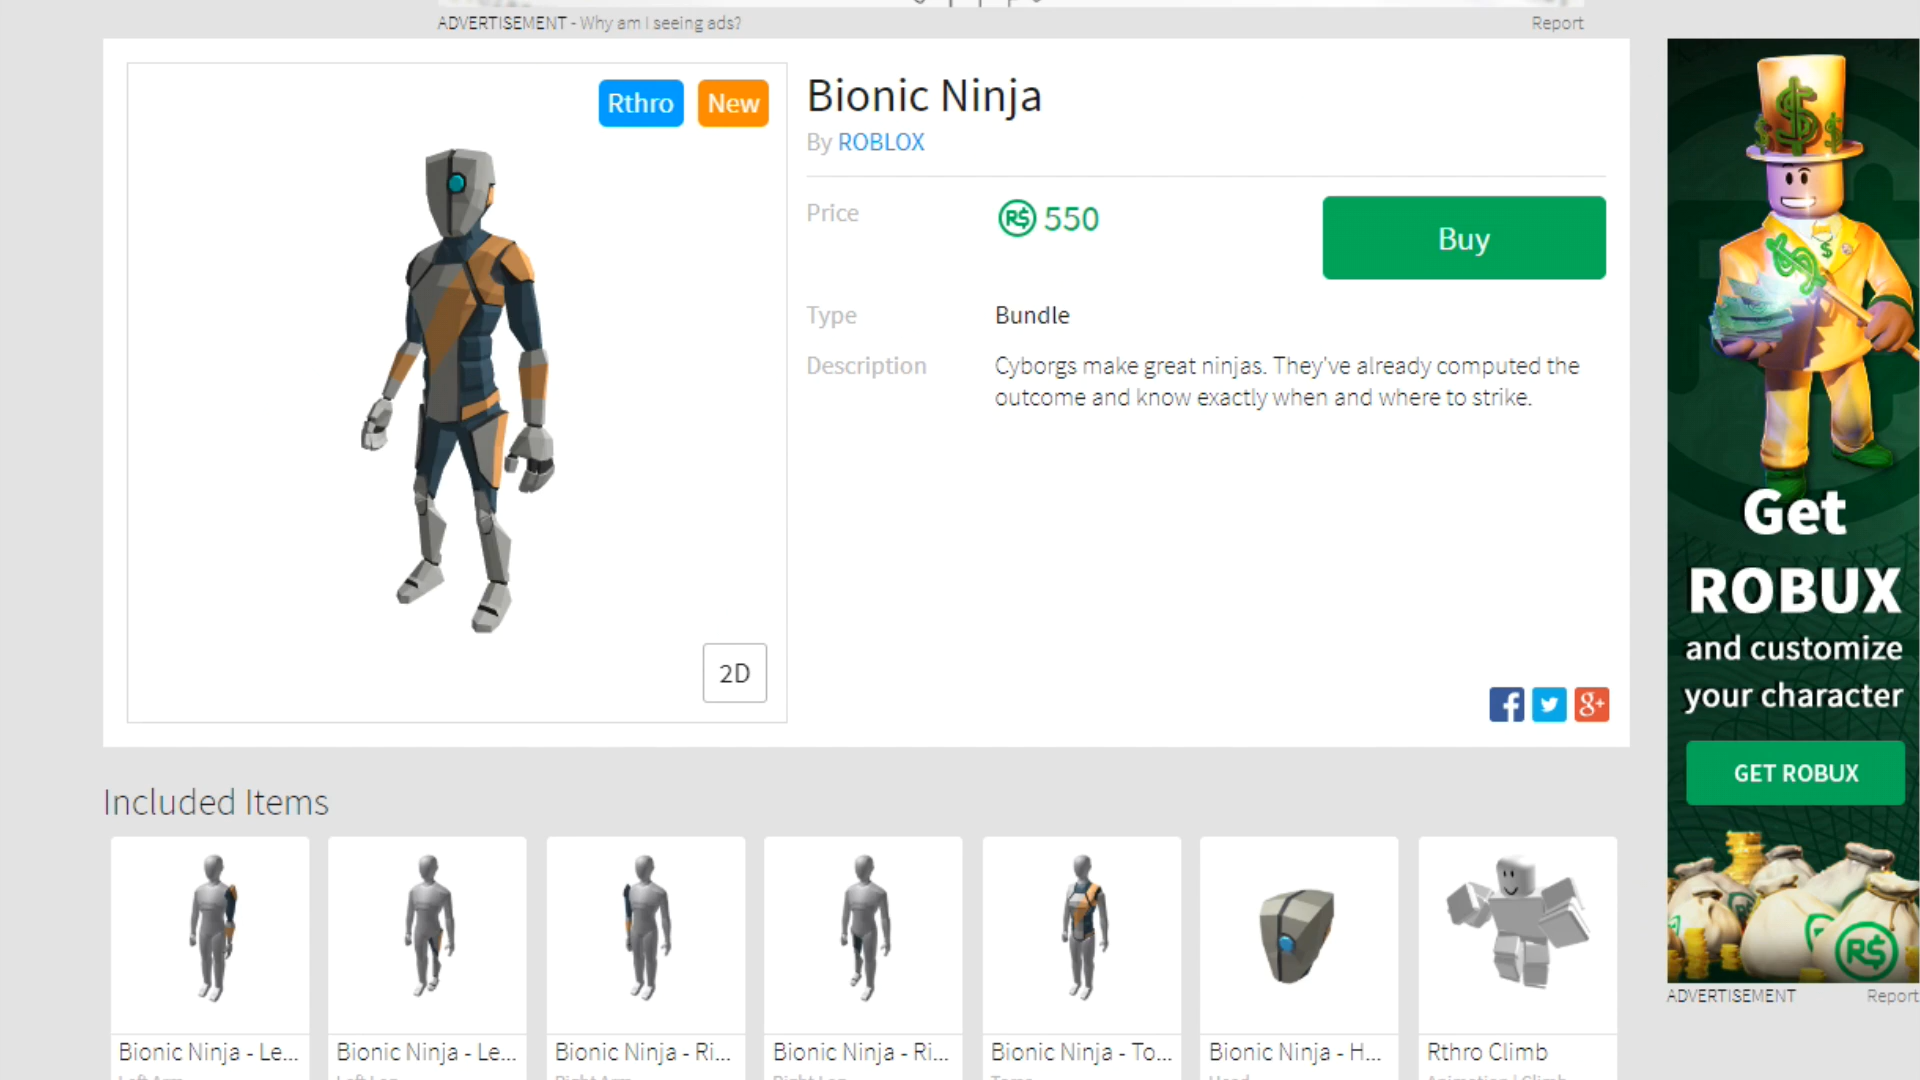 ADVERTISEMENT - Why am I seeing ads?
Report
Rthro
New
Bionic Ninja
By ROBLOX
Price
R$ 550
Buy
Type
Bundle
Description
Cyborgs make great ninjas. They've already computed the
outcome and know exactly when and where to strike.
2D
f
g+
Get
ROBUX
and customize
your character
GET ROBUX
R$
ADVERTISEMENT
Report
Included Items
Bionic Ninja - Le...
Bionic Ninja - Le...
Bionic Ninja - Ri...
Bionic Ninja - Ri...
Bionic Ninja - To...
Bionic Ninja - H...
Rthro Climb